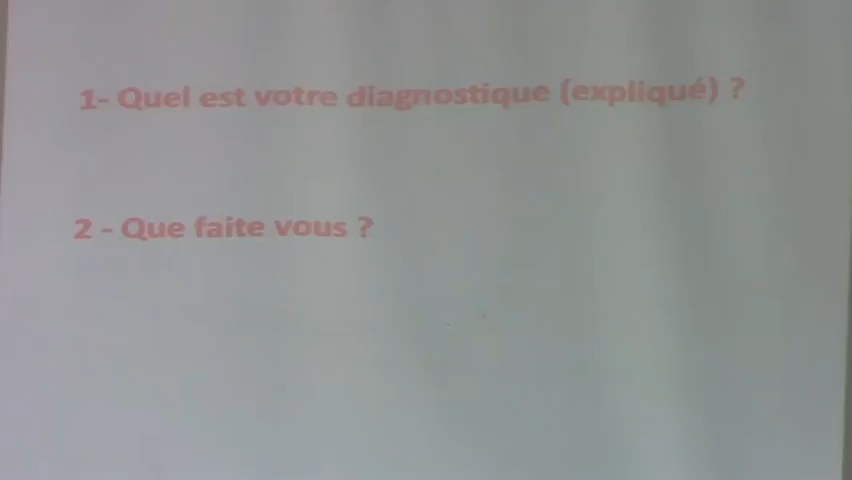 1- Quel est votre diagnostique (expliqué) ?
2 - Que faite vous ?